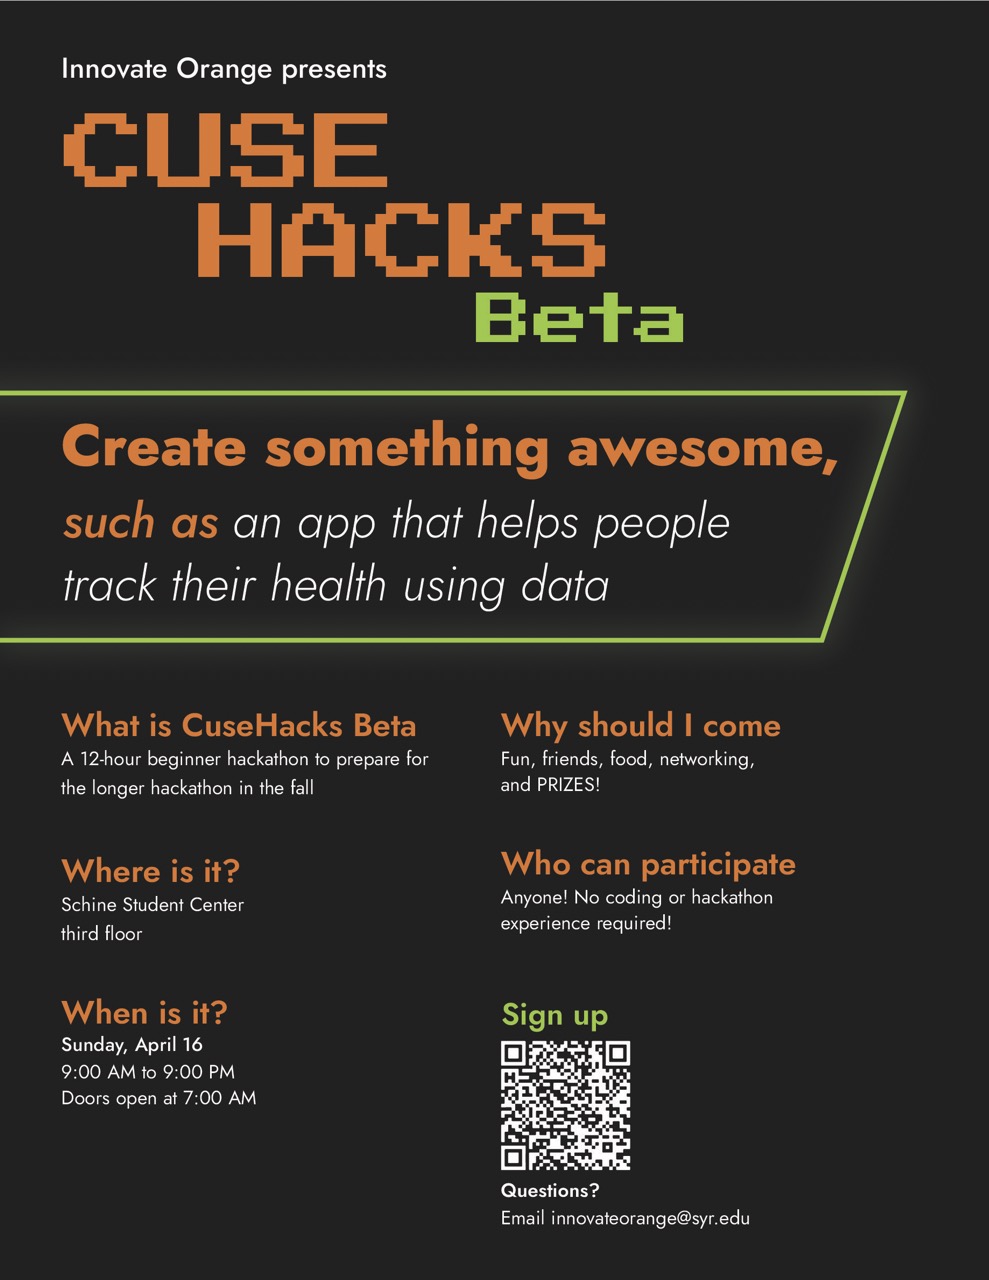 Innovate Orange presents
CUSE
HACKS
Beta
Create something awesome,
such as an app that helps people
track their health using data
What is CuseHacks Beta
A 12-hour beginner hackathon to prepare for
the longer hackathon in the fall
Where is it?
Schine Student Center
third floor
When is it?
Sunday, April 16
9:00 AM to 9:00 PM
Doors open at 7:00 AM
Why should I come
Fun, friends, food, networking,
and PRIZES!
Who can participate
Anyone! No coding or hackathon
experience required!
Sign up
Questions?
Email innovateorange@syr.edu